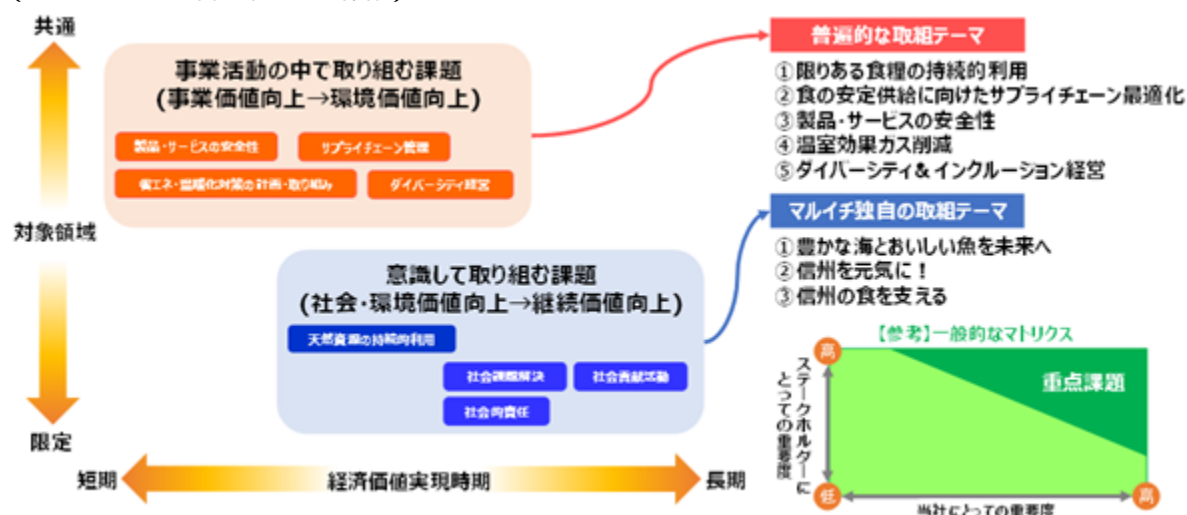 共通
対象領域
限定
事業活動の中で取り組む課題
(事業価値向上→環境価値向上)
製品・サービスの安全性
サプライチェーン管理
省エネ・温暖化対策の計画・取り組み
ダイバーシティ経営
意識して取り組む課題
(社会・環境価値向上→継続価値向上)
天然資源の持続的利用
社会課題解決
社会貢献活動
社会的責任
短期
経済価値実現時期
長期
普遍的な取組テーマ
①限りある食糧の持続的利用
②食の安定供給に向けたサプライチェーン最適化
③製品・サービスの安全性
④温室効果ガス削減
⑤ダイバーシティ&インクルージョン経営
マルイチ独自の取組テーマ
①豊かな海とおいしい魚を未来へ
②信州を元気に!
③信州の食を支える
【参考】一般的なマトリクス
高
ステークホルダーに
とっての重要度
重点課題
低
高
当社にとっての重要度